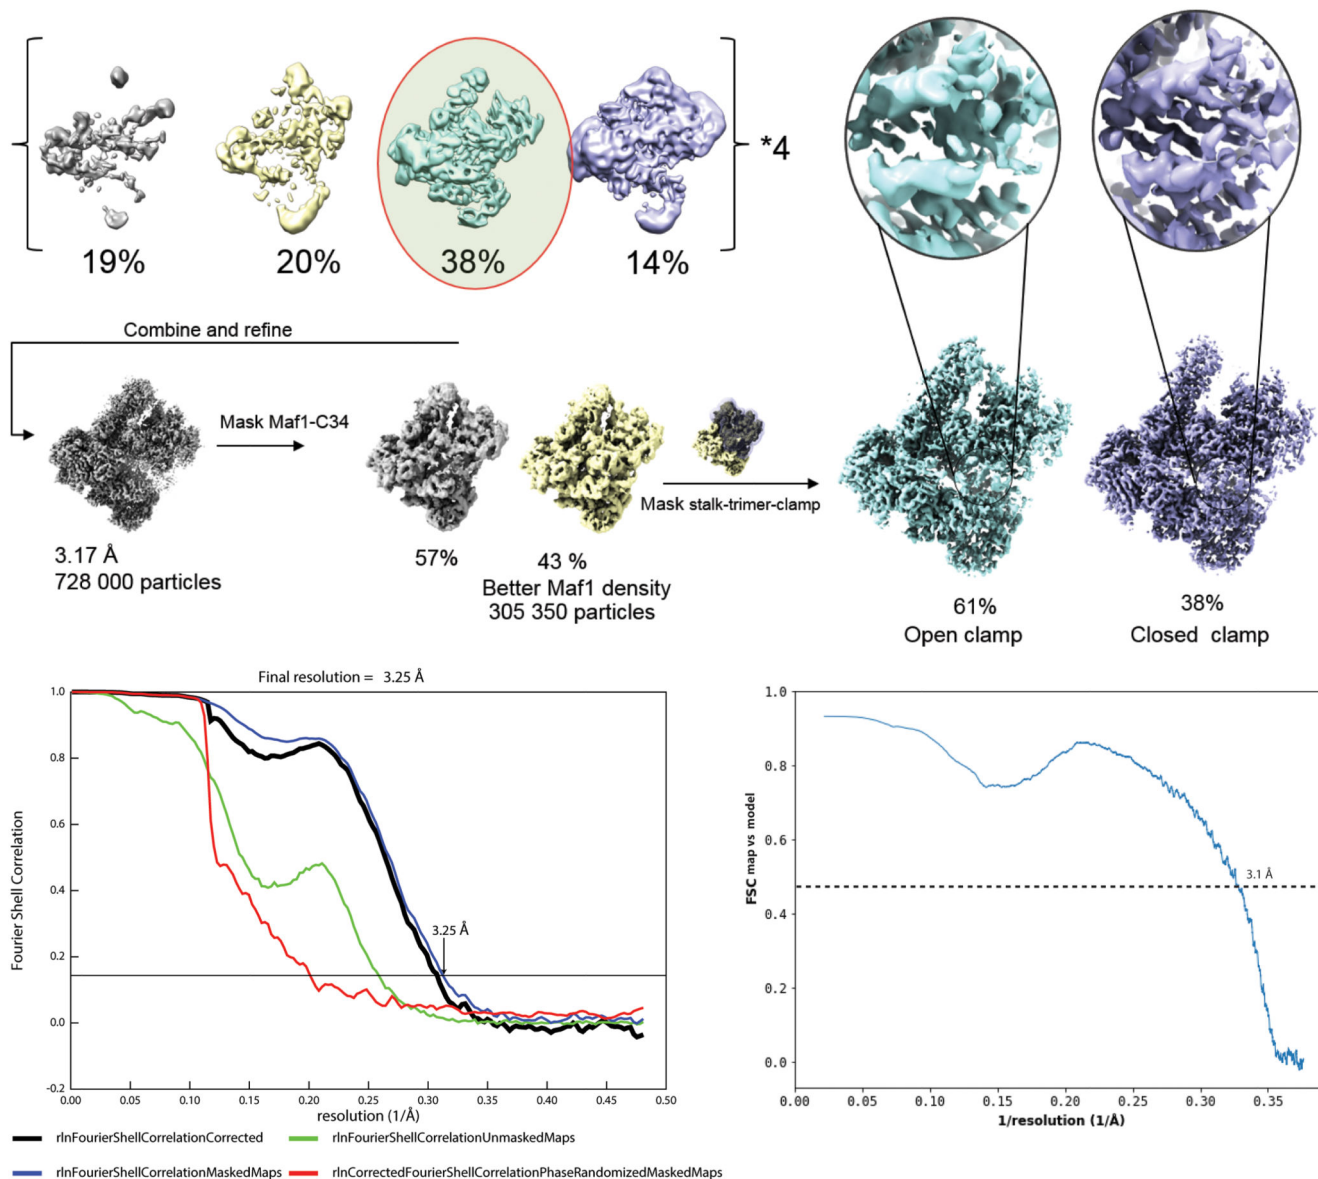 19%
20%
38%
14%
*4
Combine and refine
Mask Maf1-C34
Mask stalk-trimer-clamp
3.17 Å
728 000 particles
57%
43 %
Better Maf1 density
305 350 particles
61%
Open clamp
38%
Closed clamp
Final resolution = 3.25 Å
1.0
0.8
0.6
0.4
0.2
0.0
-0.2
Fourier Shell Correlation
3.25 Å
0.00
0.05
0.10
0.15
0.20
0.25
0.30
0.35
0.40
0.45
0.50
resolution (1/Å)
rlnFourierShellCorrelationCorrected
rlnFourierShellCorrelationUnmaskedMaps
rlnFourierShellCorrelationMaskedMaps
rlnCorrectedFourierShellCorrelationPhaseRandomizedMaskedMaps
1.0
0.8
0.6
0.4
0.2
0.0
FSC map vs model
3.1 Å
0.00
0.05
0.10
0.15
0.20
0.25
0.30
0.35
1/resolution (1/Å)